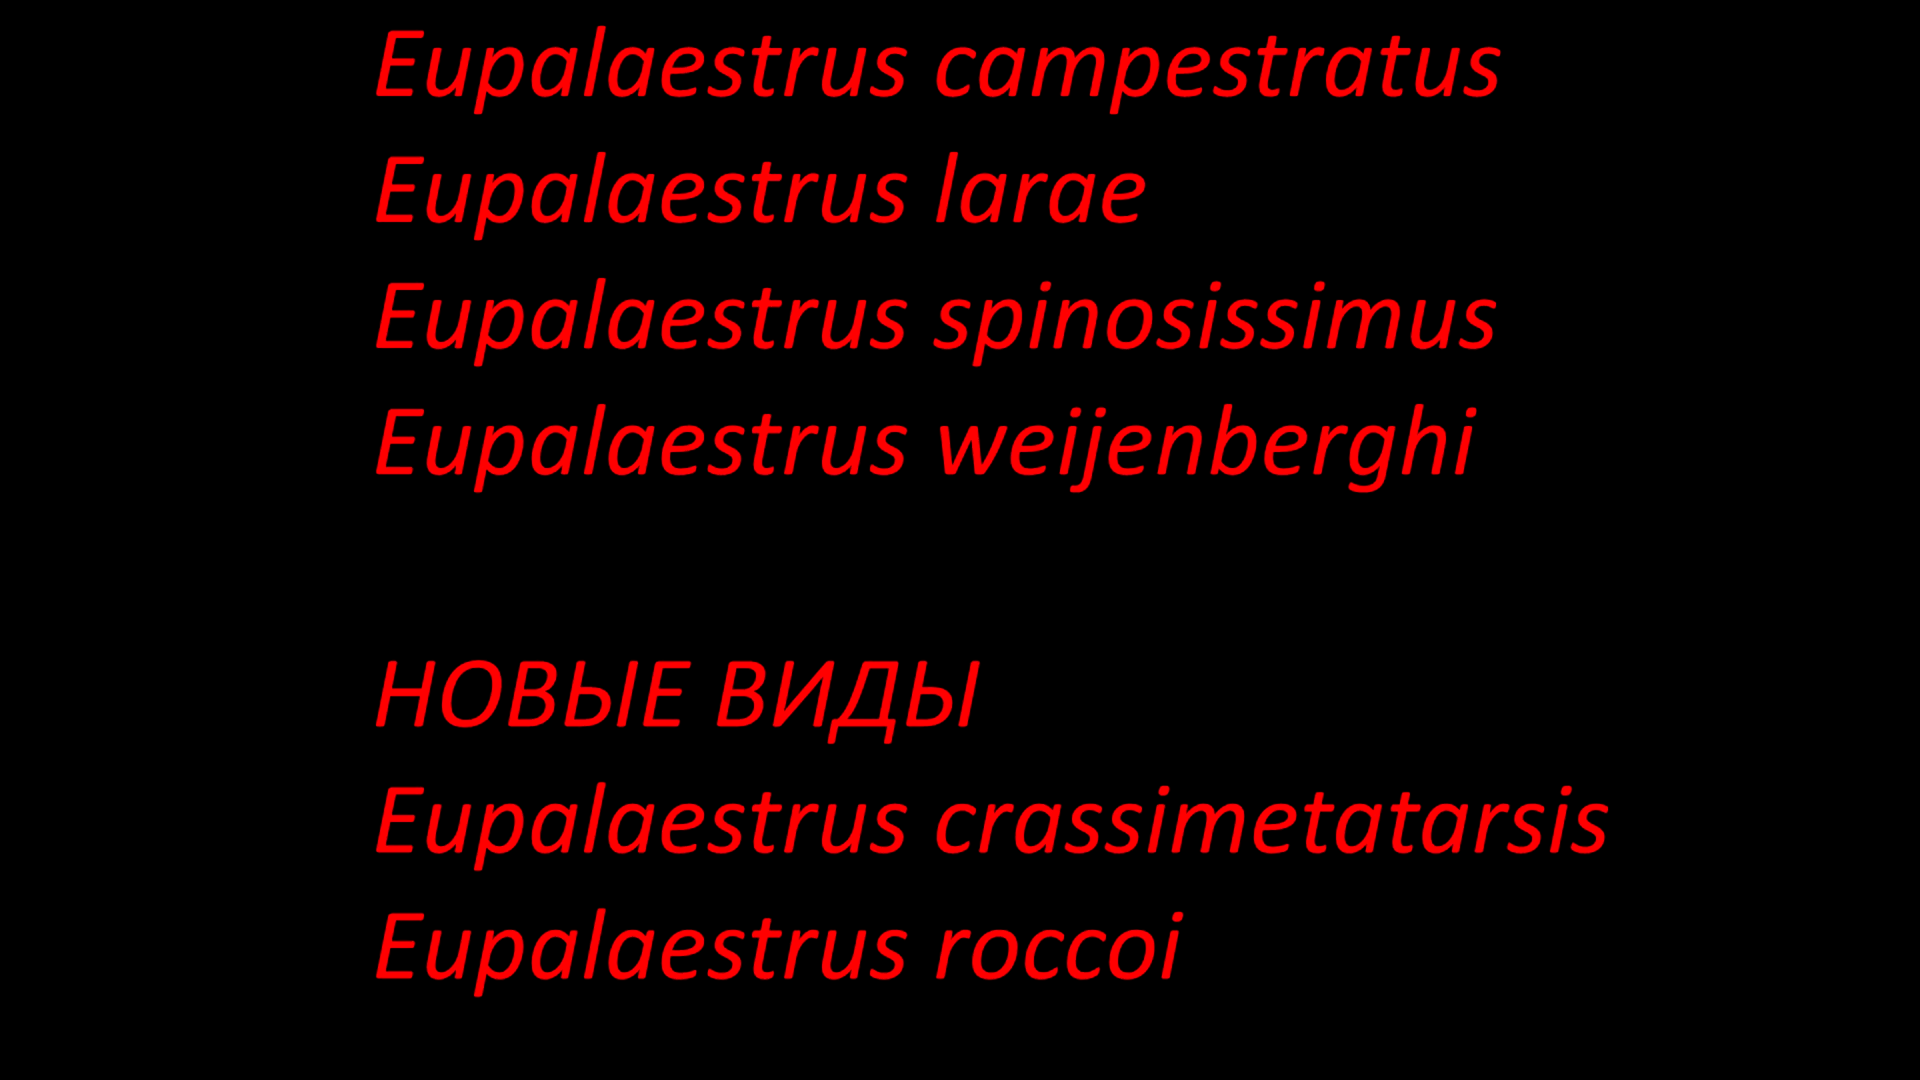 Eupalaestrus campestratus
Eupalaestrus larae
Eupalaestrus spinosissimus
Eupalaestrus weijenberghi
НОВЫЕ ВИДЫ
Eupalaestrus crassimetatarsis
Eupalaestrus roccoi